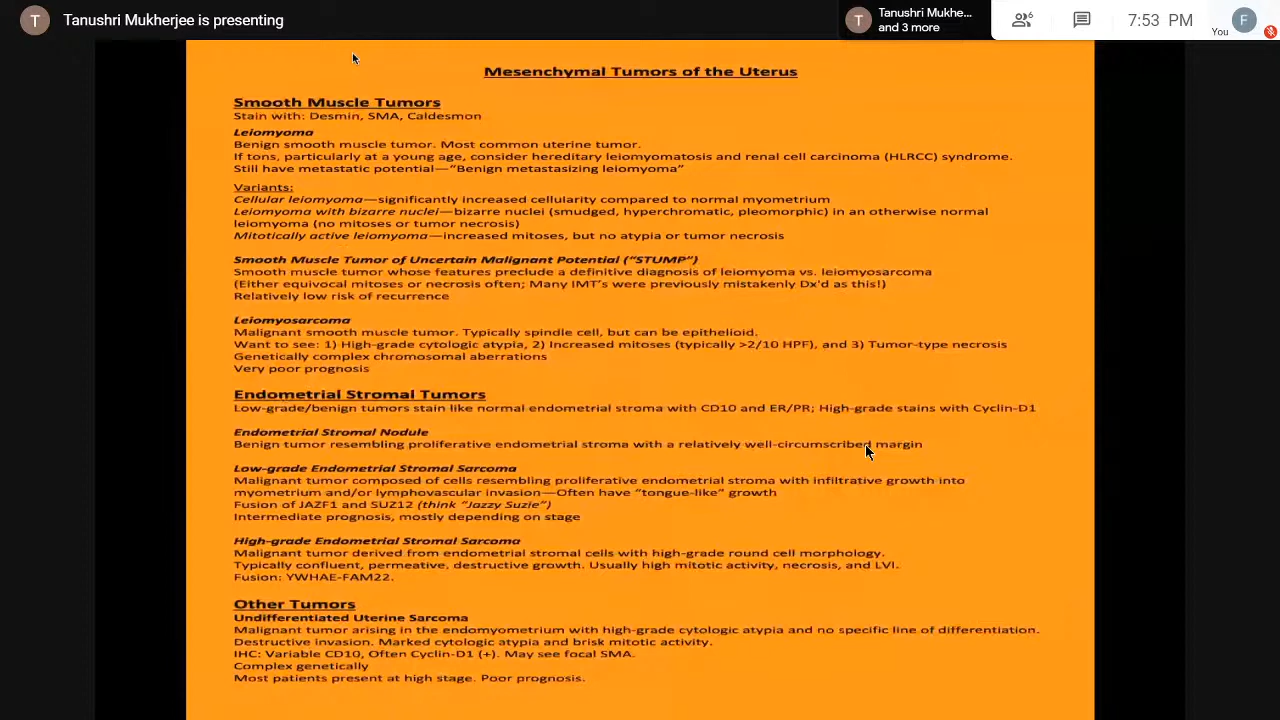 T Tanushri Mukherjee is presenting
T Tanushri Mukhe...
and 3 more
6
7:53 PM
You
F
Mesenchymal Tumors of the Uterus
Smooth Muscle Tumors
Stain with: Desmin, SMA, Caldesmon
Leiomyoma
Benign smooth muscle tumor. Most common uterine tumor.
If tons, particularly at a young age, consider hereditary leiomyomatosis and renal cell carcinoma (HLRCC) syndrome.
Still have metastatic potential—“Benign metastasizing leiomyoma”
Variants:
Cellular leiomyoma—significantly increased cellularity compared to normal myometrium
Leiomyoma with bizarre nuclei—bizarre nuclei (smudged, hyperchromatic, pleomorphic) in an otherwise normal
leiomyoma (no mitoses or tumor necrosis)
Mitotically active leiomyoma—increased mitoses, but no atypia or tumor necrosis
Smooth Muscle Tumor of Uncertain Malignant Potential (“STUMP”)
Smooth muscle tumor whose features preclude a definitive diagnosis of leiomyoma vs. leiomyosarcoma
(Either equivocal mitoses or necrosis often; Many IMT’s were previously mistakenly Dx'd as this!)
Relatively low risk of recurrence
Leiomyosarcoma
Malignant smooth muscle tumor. Typically spindle cell, but can be epithelioid.
Want to see: 1) High-grade cytologic atypia, 2) Increased mitoses (typically >2/10 HPF), and 3) Tumor-type necrosis
Genetically complex chromosomal aberrations
Very poor prognosis
Endometrial Stromal Tumors
Low-grade/benign tumors stain like normal endometrial stroma with CD10 and ER/PR; High-grade stains with Cyclin-D1
Endometrial Stromal Nodule
Benign tumor resembling proliferative endometrial stroma with a relatively well-circumscribed margin
Low-grade Endometrial Stromal Sarcoma
Malignant tumor composed of cells resembling proliferative endometrial stroma with infiltrative growth into
myometrium and/or lymphovascular invasion—Often have “tongue-like” growth
Fusion of JAZF1 and SUZ12 (think “Jazzy Suzie”)
Intermediate prognosis, mostly depending on stage
High-grade Endometrial Stromal Sarcoma
Malignant tumor derived from endometrial stromal cells with high-grade round cell morphology.
Typically confluent, permeative, destructive growth. Usually high mitotic activity, necrosis, and LVI.
Fusion: YWHAE-FAM22.
Other Tumors
Undifferentiated Uterine Sarcoma
Malignant tumor arising in the endomyometrium with high-grade cytologic atypia and no specific line of differentiation.
Destructive invasion. Marked cytologic atypia and brisk mitotic activity.
IHC: Variable CD10, Often Cyclin-D1 (+). May see focal SMA.
Complex genetically
Most patients present at high stage. Poor prognosis.